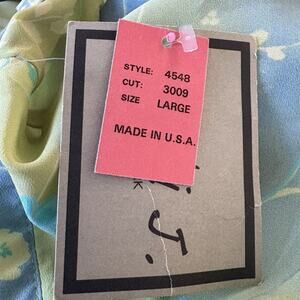 STYLE: 4548
CUT: 3009
SIZE LARGE
MADE IN U.S.A.
J.